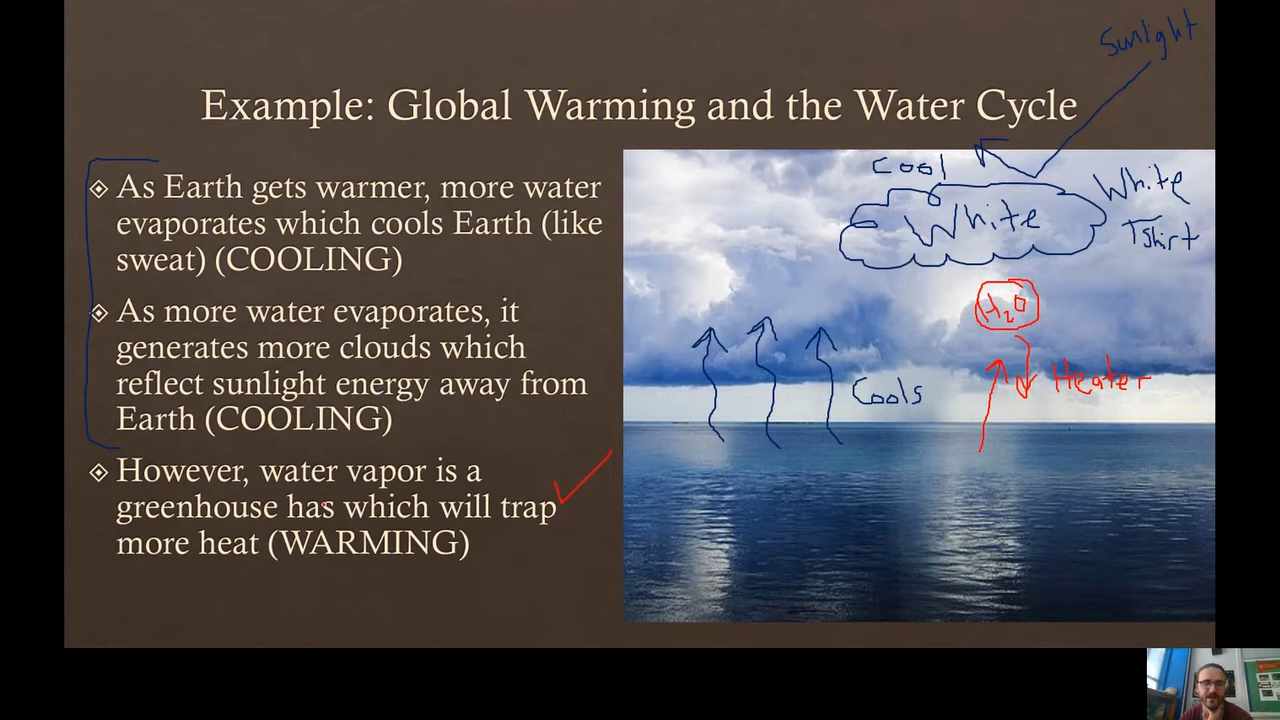 Sunlight
Example: Global Warming and the Water Cycle
As Earth gets warmer, more water
evaporates which cools Earth (like
sweat) (COOLING)
As more water evaporates, it
generates more clouds which
reflect sunlight energy away from
Earth (COOLING)
However, water vapor is a
greenhouse has which will trap
more heat (WARMING)
Cool
White
White
Tshirt
H₂O
Cools
Heater